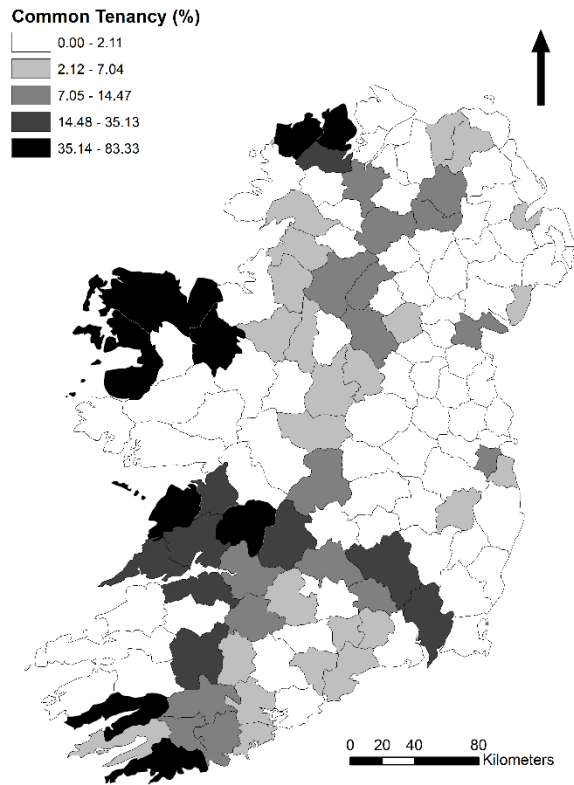 Common Tenancy (%)
0.00 - 2.11
2.12 - 7.04
7.05 - 14.47
14.48 - 35.13
35.14 - 83.33
0 20 40 80
Kilometers